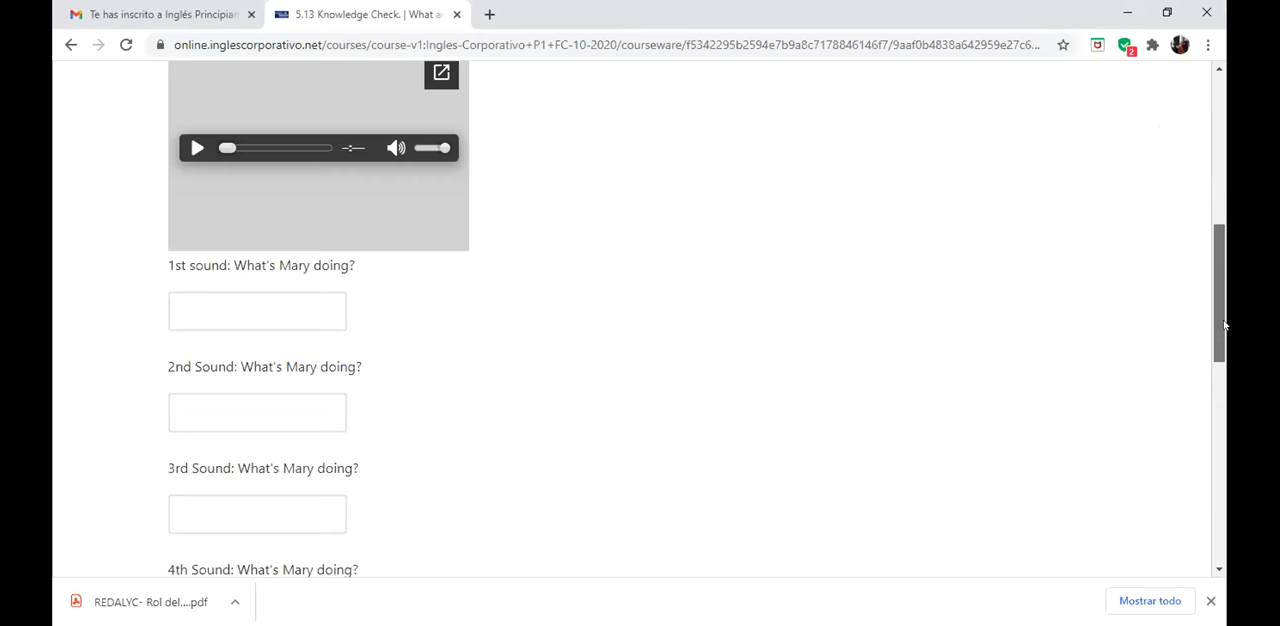 Te has inscrito a Inglés Principian
5.13 Knowledge Check. | What a
online.inglescorporativo.net/courses/course-v1:Ingles-Corporativo+P1+FC-10-2020/courseware/f5342295b2594e7b9a8c7178846146f7/9aaf0b4838a642959e27c6...
2
1st sound: What's Mary doing?
2nd Sound: What's Mary doing?
3rd Sound: What's Mary doing?
4th Sound: What's Mary doing?
REDALYC- Rol del....pdf
Mostrar todo